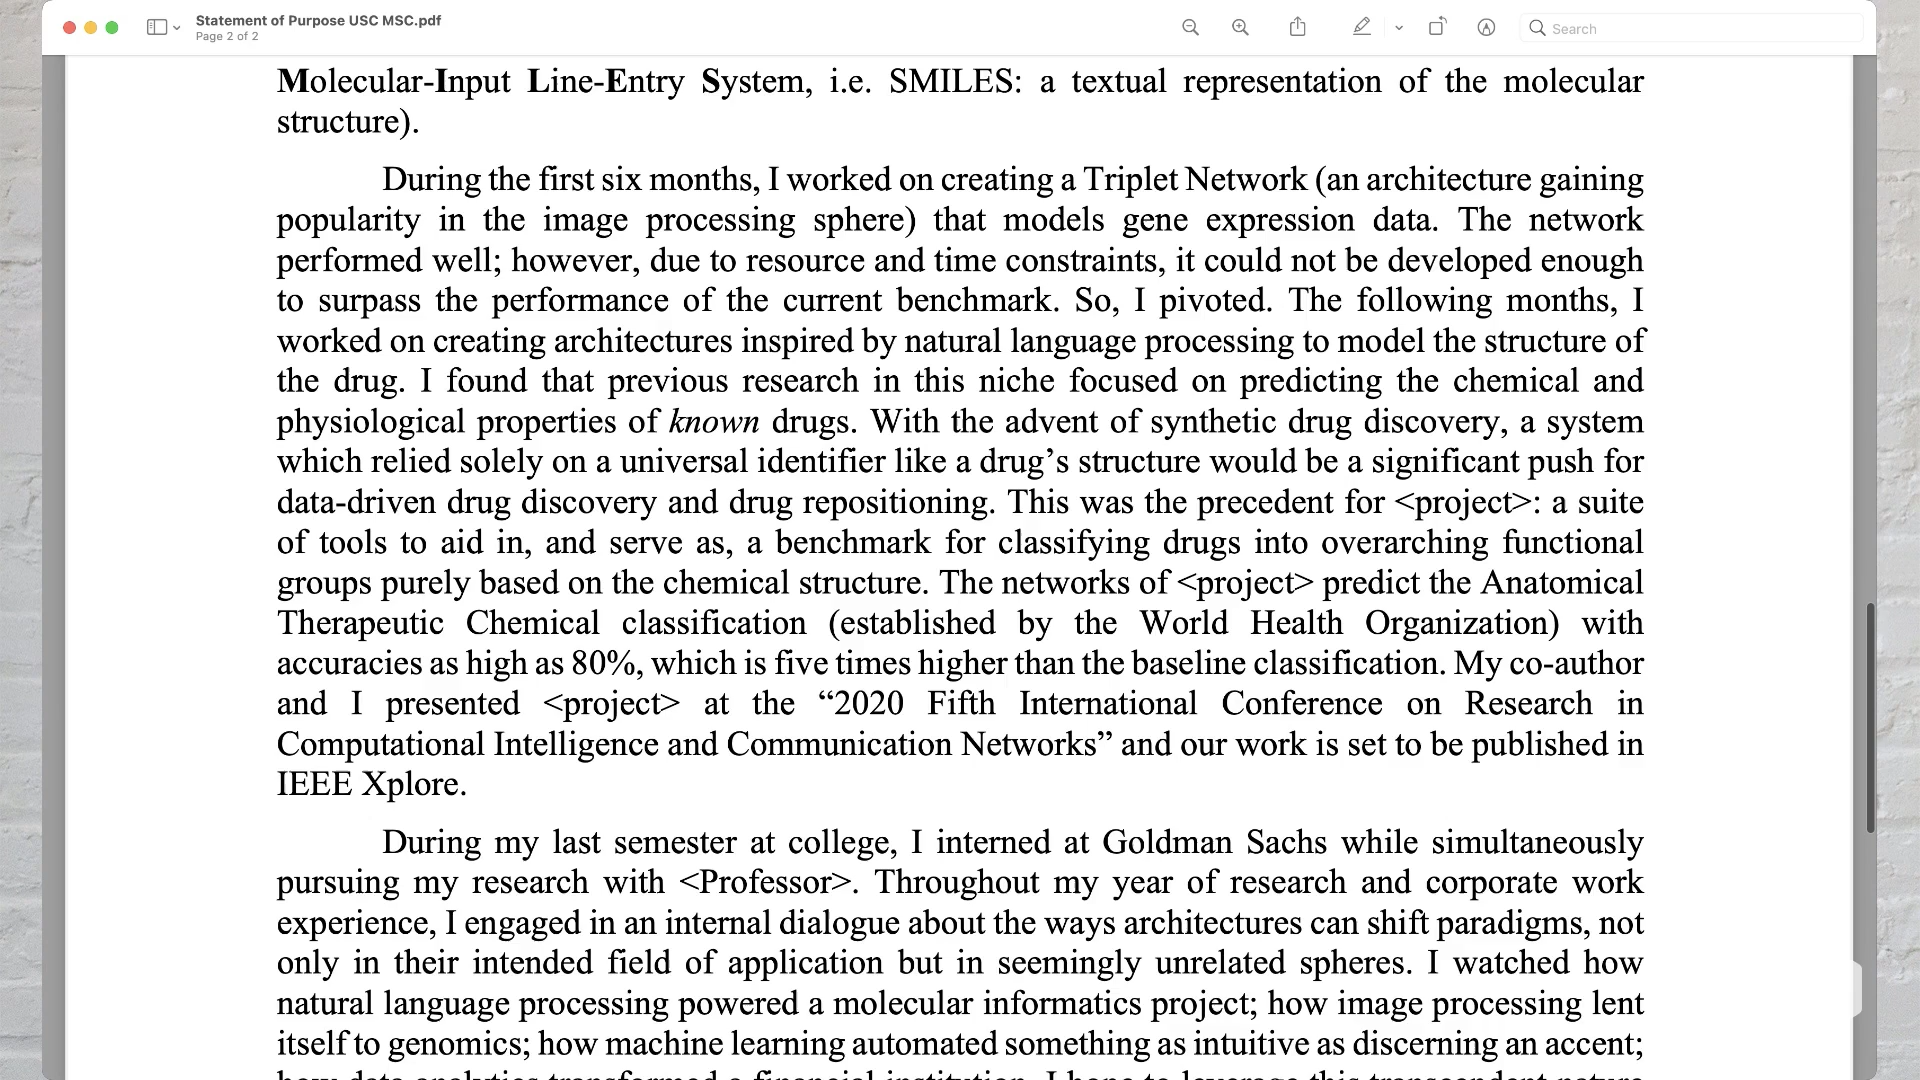 Statement of Purpose USC MSC.pdf
Page 2 of 2
Search
Molecular-Input Line-Entry System, i.e. SMILES: a textual representation of the molecular
structure).
During the first six months, I worked on creating a Triplet Network (an architecture gaining
popularity in the image processing sphere) that models gene expression data. The network
performed well; however, due to resource and time constraints, it could not be developed enough
to surpass the performance of the current benchmark. So, I pivoted. The following months, I
worked on creating architectures inspired by natural language processing to model the structure of
the drug. I found that previous research in this niche focused on predicting the chemical and
physiological properties of known drugs. With the advent of synthetic drug discovery, a system
which relied solely on a universal identifier like a drug’s structure would be a significant push for
data-driven drug discovery and drug repositioning. This was the precedent for <project>: a suite
of tools to aid in, and serve as, a benchmark for classifying drugs into overarching functional
groups purely based on the chemical structure. The networks of <project> predict the Anatomical
Therapeutic Chemical classification (established by the World Health Organization) with
accuracies as high as 80%, which is five times higher than the baseline classification. My co-author
and I presented <project> at the “2020 Fifth International Conference on Research in
Computational Intelligence and Communication Networks” and our work is set to be published in
IEEE Xplore.
During my last semester at college, I interned at Goldman Sachs while simultaneously
pursuing my research with <Professor>. Throughout my year of research and corporate work
experience, I engaged in an internal dialogue about the ways architectures can shift paradigms, not
only in their intended field of application but in seemingly unrelated spheres. I watched how
natural language processing powered a molecular informatics project; how image processing lent
itself to genomics; how machine learning automated something as intuitive as discerning an accent;
how data analytics transformed a financial institution. I hope to leverage this transcendent nature